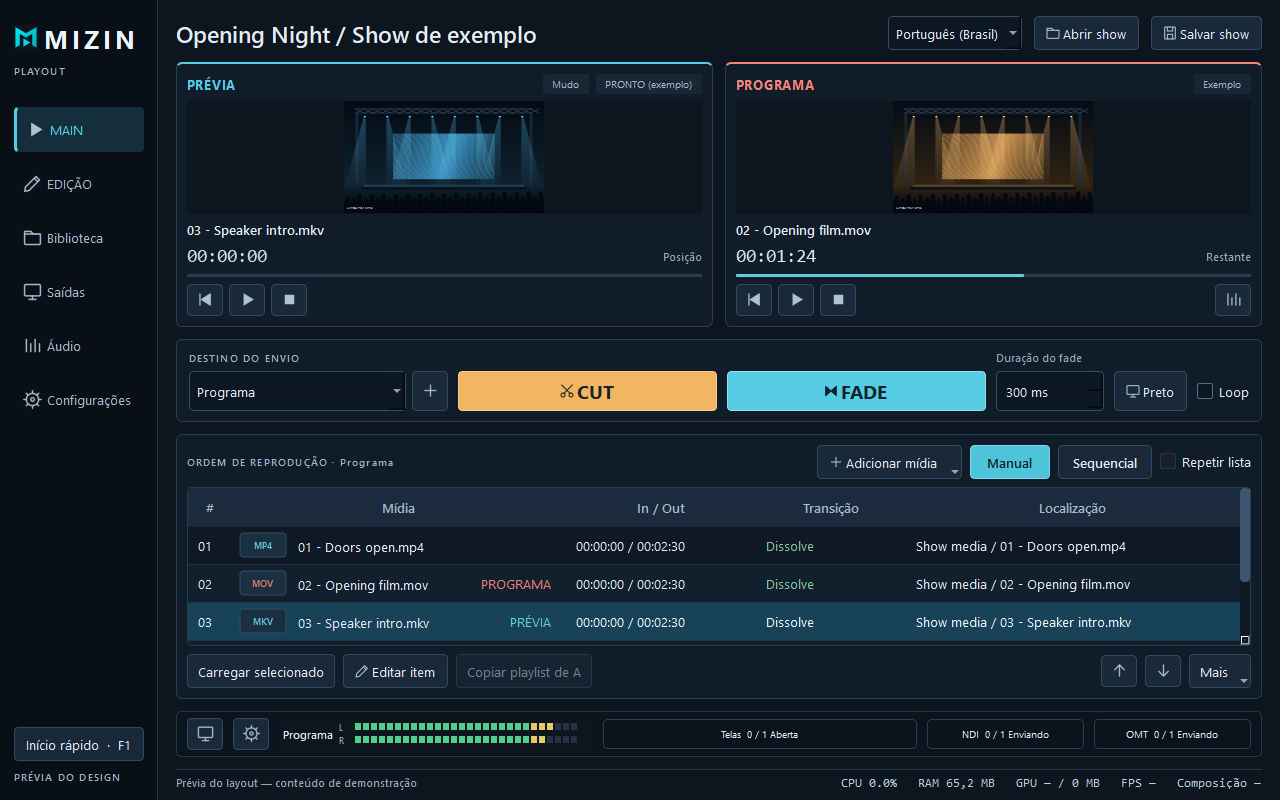 MIZIN
PLAYOUT
MAIN
EDIÇÃO
Biblioteca
Saídas
Áudio
Configurações
Início rápido · F1
PRÉVIA DO DESIGN
Opening Night / Show de exemplo
Português (Brasil)
Abrir show
Salvar show
PRÉVIA
Mudo
PRONTO (exemplo)
03 - Speaker intro.mkv
00:00:00
Posição
PROGRAMA
Exemplo
02 - Opening film.mov
00:01:24
Restante
DESTINO DO ENVIO
Programa
CUT
FADE
Duração do fade
300 ms
Preto
Loop
ORDEM DE REPRODUÇÃO · Programa
Adicionar mídia
Manual
Sequencial
Repetir lista
# Mídia In / Out Transição Localização
01 MP4 01 - Doors open.mp4 00:00:00 / 00:02:30 Dissolve Show media / 01 - Doors open.mp4
02 MOV 02 - Opening film.mov PROGRAMA 00:00:00 / 00:02:30 Dissolve Show media / 02 - Opening film.mov
03 MKV 03 - Speaker intro.mkv PRÉVIA 00:00:00 / 00:02:30 Dissolve Show media / 03 - Speaker intro.mkv
Carregar selecionado
Editar item
Copiar playlist de A
Mais
Programa
L
R
Telas 0 / 1 Aberta
NDI 0 / 1 Enviando
OMT 0 / 1 Enviando
Prévia do layout — conteúdo de demonstração
CPU 0.0% RAM 65,2 MB GPU — / 0 MB FPS — Composição —